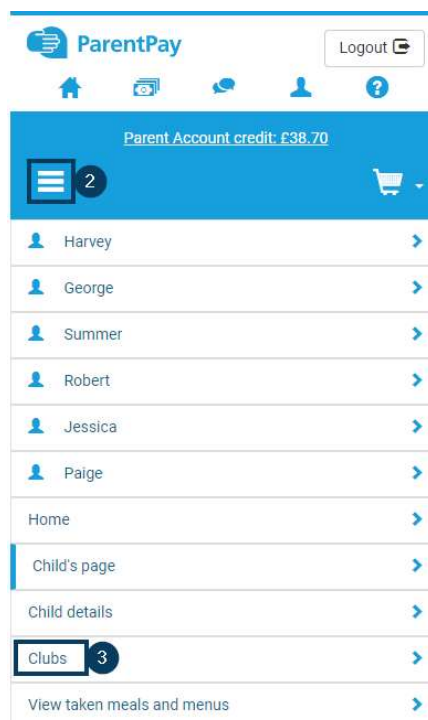 ParentPay
Logout
Parent Account credit: £38.70
2
Harvey
George
Summer
Robert
Jessica
Paige
Home
Child's page
Child details
Clubs 3
View taken meals and menus